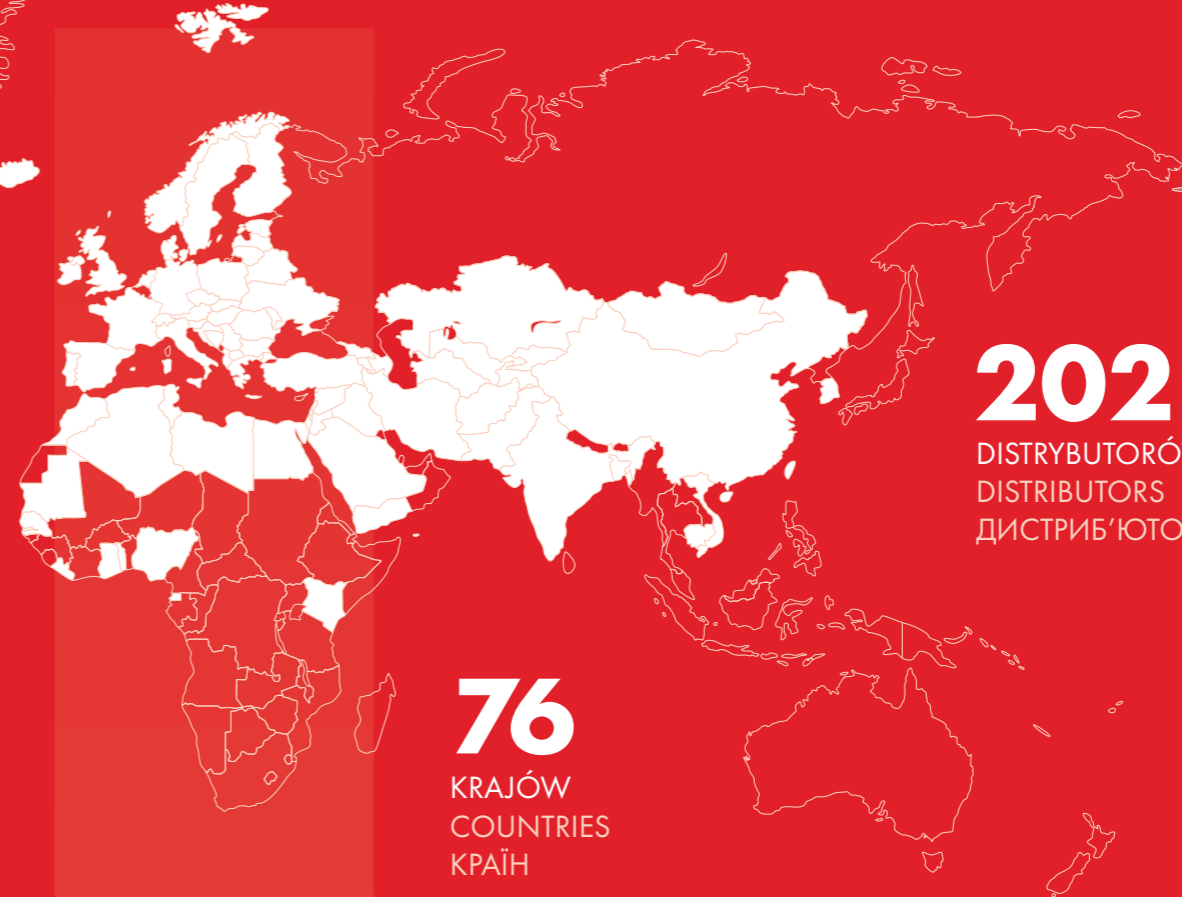 202
DISTRYBUTORÓ
DISTRIBUTORS
ДИСТРИБ’ЮТО
76
KRAJÓW
COUNTRIES
КРАЇН